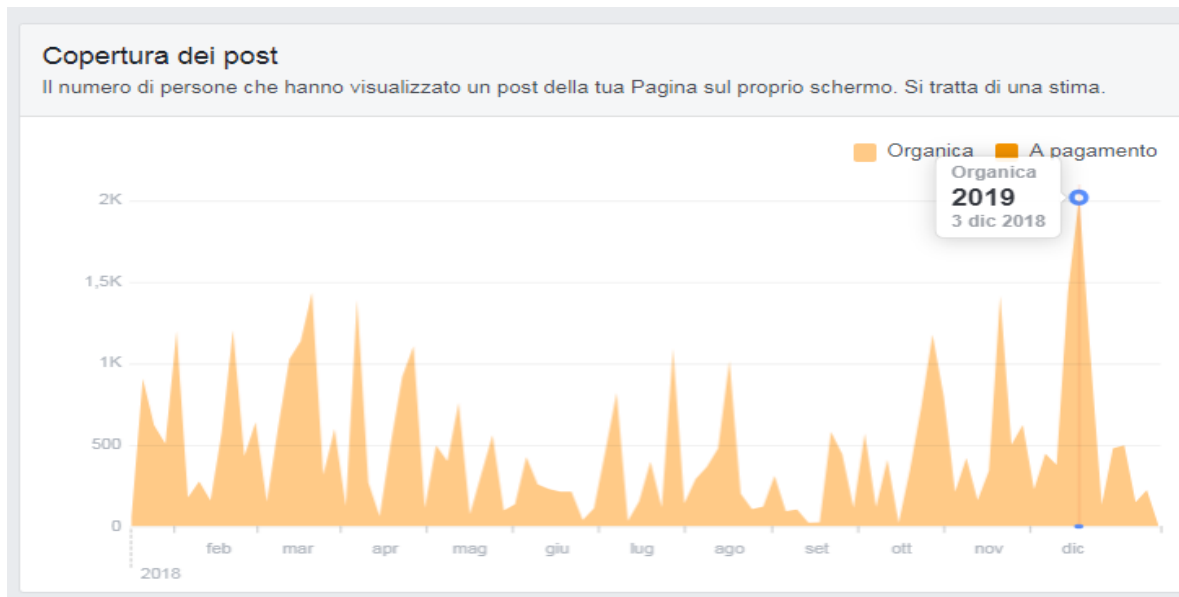 Copertura dei post
Il numero di persone che hanno visualizzato un post della tua Pagina sul proprio schermo. Si tratta di una stima.
Organica A pagamento
Organica
2019
3 dic 2018
2K
1,5K
1K
500
0
feb mar apr mag giu lug ago set ott nov dic
2018